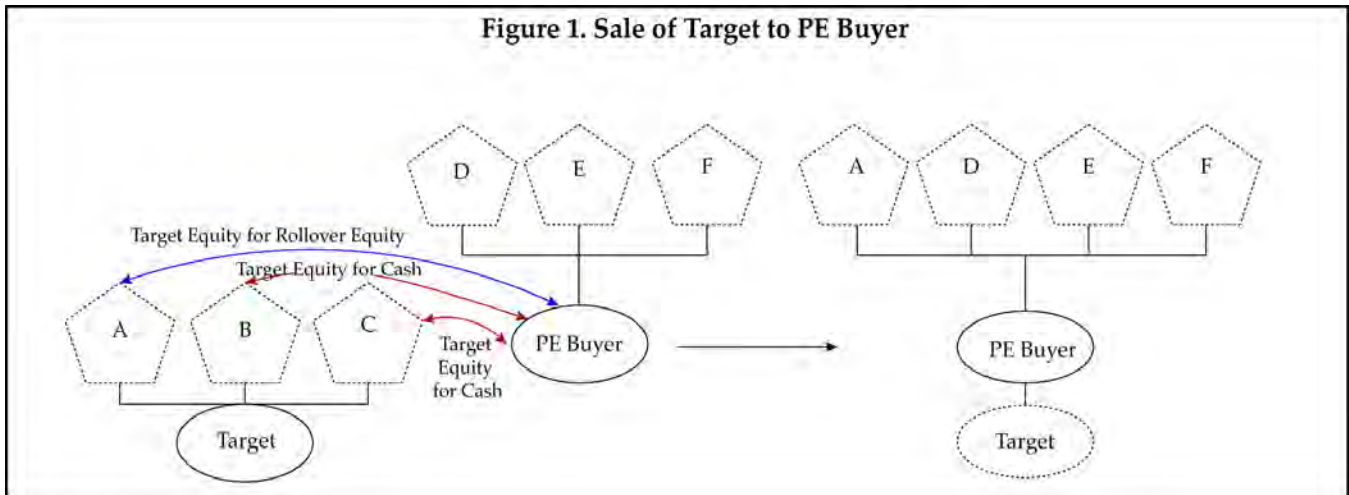 Figure 1. Sale of Target to PE Buyer
D
E
F
A
D
E
F
Target Equity for Rollover Equity
Target Equity for Cash
A
B
C
Target
Equity
for Cash
PE Buyer
PE Buyer
Target
Target